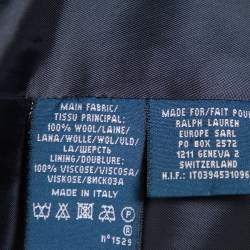 MAIN FABRIC/
TISSU PRINCIPAL:
100% WOOL/LAINE/
LANA/WOLLE/WOL/ULD/
LA/ШЕРСТЬ
LINING/DOUBLURE:
100% VISCOSE/VISCOSA/
VISKOSE/ВИСКОЗА
MADE IN ITALY
n°1529
MADE FOR/FAIT POUR
RALPH LAUREN
EUROPE SARL
PO BOX 2572
1211 GENEVA 2
SWITZERLAND
N.I.F: IT0394531096